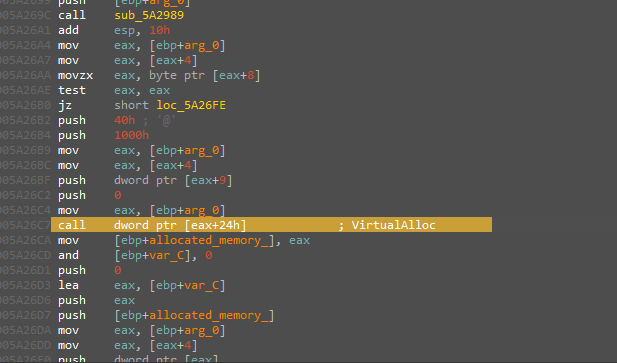 005A2699 push [ebp+arg_0]
005A269C call sub_5A2989
005A26A1 add esp, 10h
005A26A4 mov eax, [ebp+arg_0]
005A26A7 mov eax, [eax+4]
005A26AA movzx eax, byte ptr [eax+8]
005A26AE test eax, eax
005A26B0 jz short loc_5A26FE
005A26B2 push 40h ; '@'
005A26B4 push 1000h
005A26B9 mov eax, [ebp+arg_0]
005A26BC mov eax, [eax+4]
005A26BF push dword ptr [eax+9]
005A26C2 push 0
005A26C4 mov eax, [ebp+arg_0]
005A26C7 call dword ptr [eax+24h] ; VirtualAlloc
005A26CA mov [ebp+allocated_memory_], eax
005A26CD and [ebp+var_C], 0
005A26D1 push 0
005A26D3 lea eax, [ebp+var_C]
005A26D6 push eax
005A26D7 push [ebp+allocated_memory_]
005A26DA mov eax, [ebp+arg_0]
005A26DD mov eax, [eax+4]
005A26E0 push dword ptr [eax]